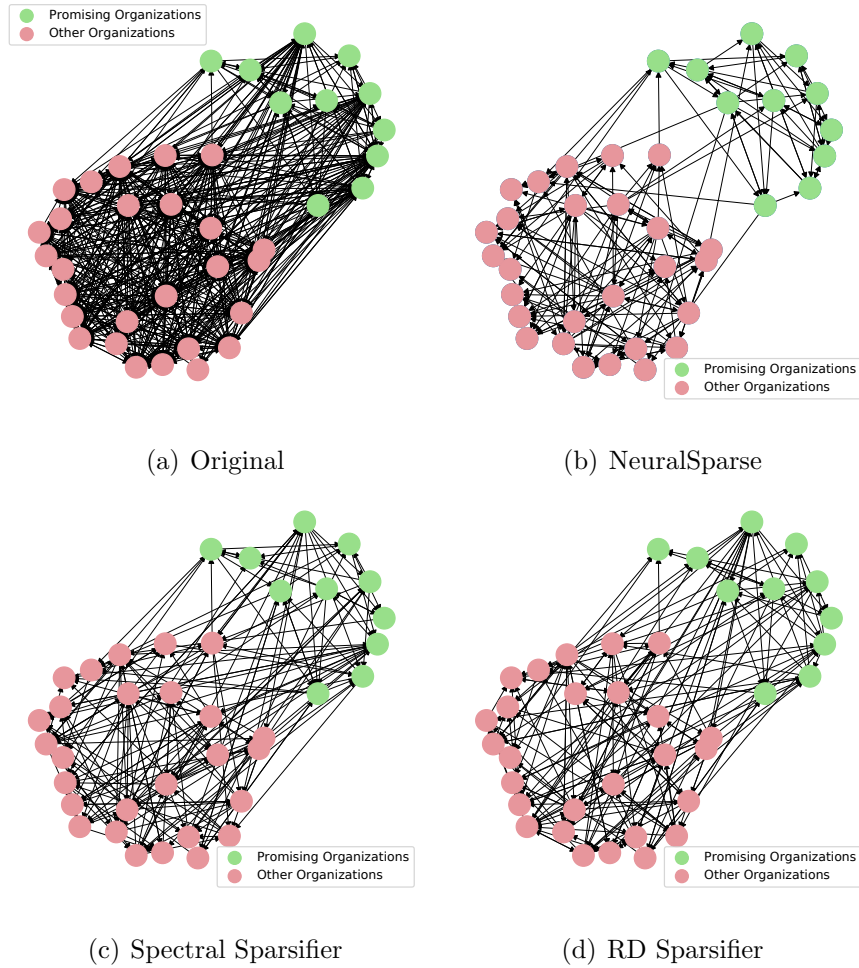 Promising Organizations
Other Organizations
(a) Original
Promising Organizations
Other Organizations
(b) NeuralSparse
Promising Organizations
Other Organizations
(c) Spectral Sparsifier
Promising Organizations
Other Organizations
(d) RD Sparsifier